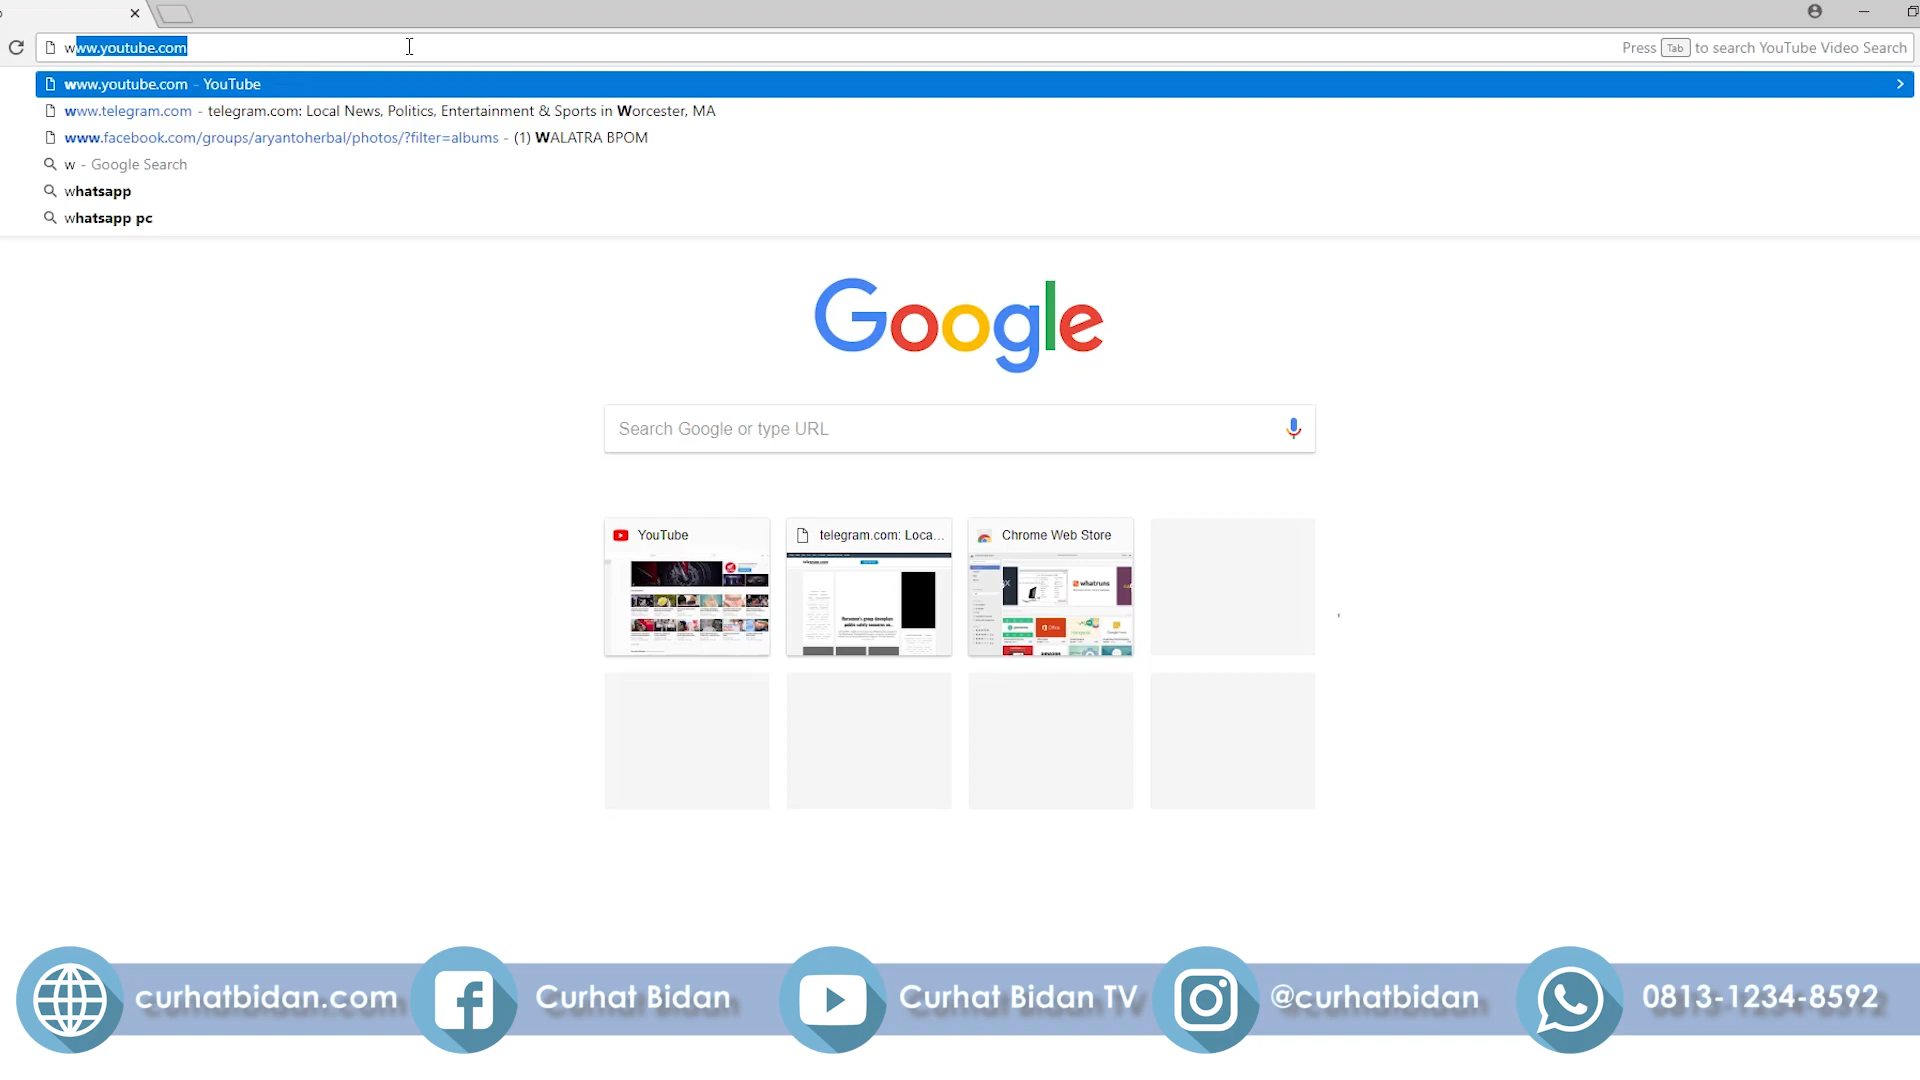 www.youtube.com
Press Tab to search YouTube Video Search
www.youtube.com - YouTube
www.telegram.com - telegram.com: Local News, Politics, Entertainment & Sports in Worcester, MA
www.facebook.com/groups/aryantoherbal/photos/?filter=albums - (1) WALATRA BPOM
w - Google Search
whatsapp
whatsapp pc
Google
Search Google or type URL
YouTube
telegram.com: Loca...
Chrome Web Store
whatruns
Office
curhatbidan.com
Curhat Bidan
Curhat Bidan TV
@curhatbidan
0813-1234-8592